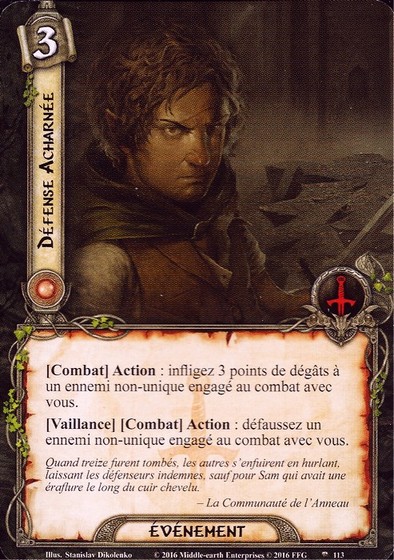 3
DÉFENSE ACHARNÉE
[Combat] Action : infligez 3 points de dégâts à
un ennemi non-unique engagé au combat avec
vous.
[Vaillance] [Combat] Action : défaussez un
ennemi non-unique engagé au combat avec vous.
Quand treize furent tombés, les autres s'enfuirent en hurlant,
laissant les défenseurs indemnes, sauf pour Sam qui avait une
éraflure le long du cuir chevelu.
– La Communauté de l'Anneau
ÉVÉNEMENT
Illus. Stanislav Dikolenko © 2016 Middle-earth Enterprises © 2016 FFG 113